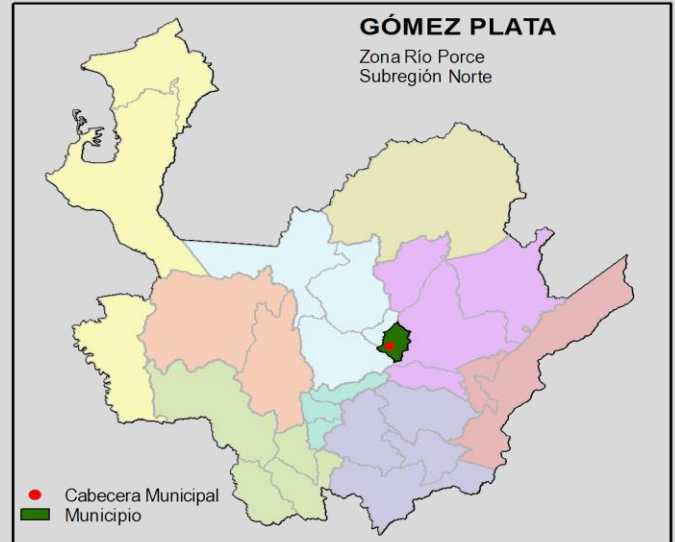 GÓMEZ PLATA
Zona Río Porce
Subregión Norte
Cabecera Municipal
Municipio